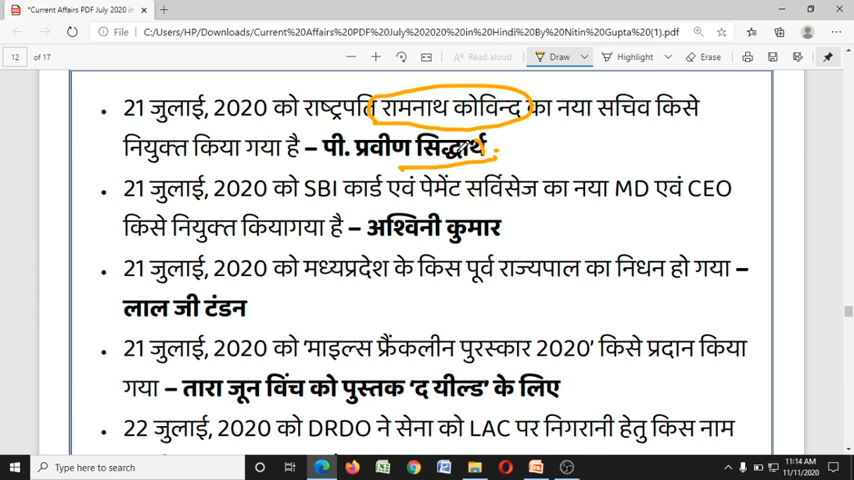 *Current Affairs PDF July 2020 in
File C:/Users/HP/Downloads/Current%20Affairs%20PDF%20July%202020%20in%20Hindi%20By%20Nitin%20Gupta%20(1).pdf
12 of 17 Read aloud Draw Highlight Erase
• 21 जुलाई, 2020 को राष्ट्रपति रामनाथ कोविन्द का नया सचिव किसे
नियुक्त किया गया है – पी. प्रवीण सिद्धार्थ
• 21 जुलाई, 2020 को SBI कार्ड एवं पेमेंट सर्विसेज का नया MD एवं CEO
किसे नियुक्त कियागया है – अश्विनी कुमार
• 21 जुलाई, 2020 को मध्यप्रदेश के किस पूर्व राज्यपाल का निधन हो गया –
लाल जी टंडन
• 21 जुलाई, 2020 को ‘माइल्स फ्रैंकलीन पुरस्कार 2020’ किसे प्रदान किया
गया – तारा जून विंच को पुस्तक ‘द यील्ड’ के लिए
• 22 जुलाई, 2020 को DRDO ने सेना को LAC पर निगरानी हेतु किस नाम
Type here to search
11:14 AM
11/11/2020